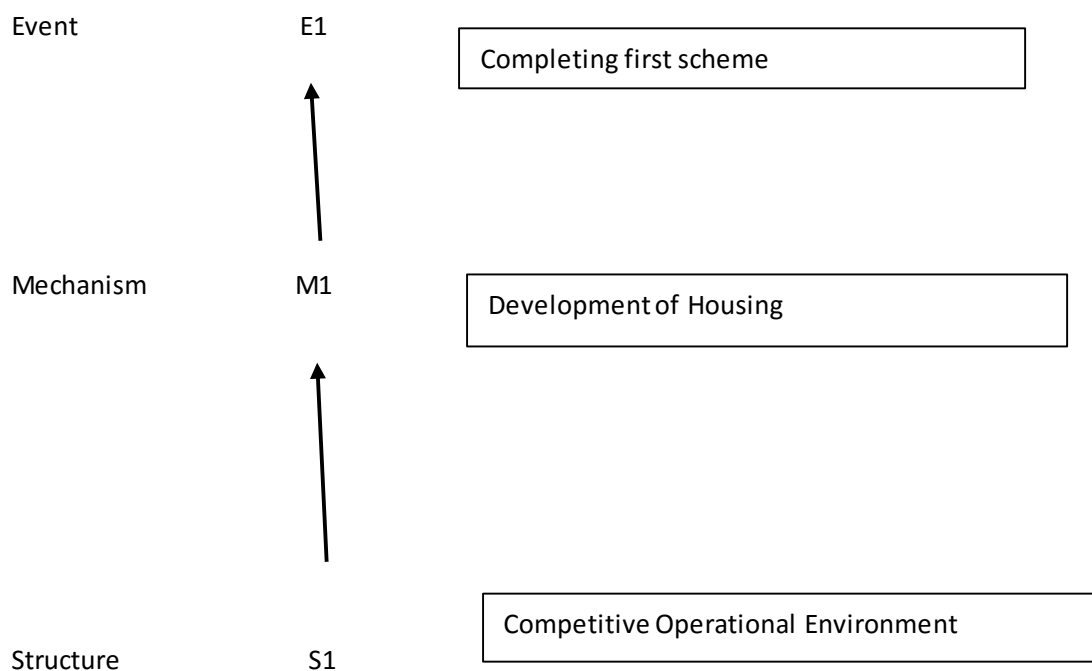 Event E1 Completing first scheme
Mechanism M1 Development of Housing
Competitive Operational Environment
Structure S1